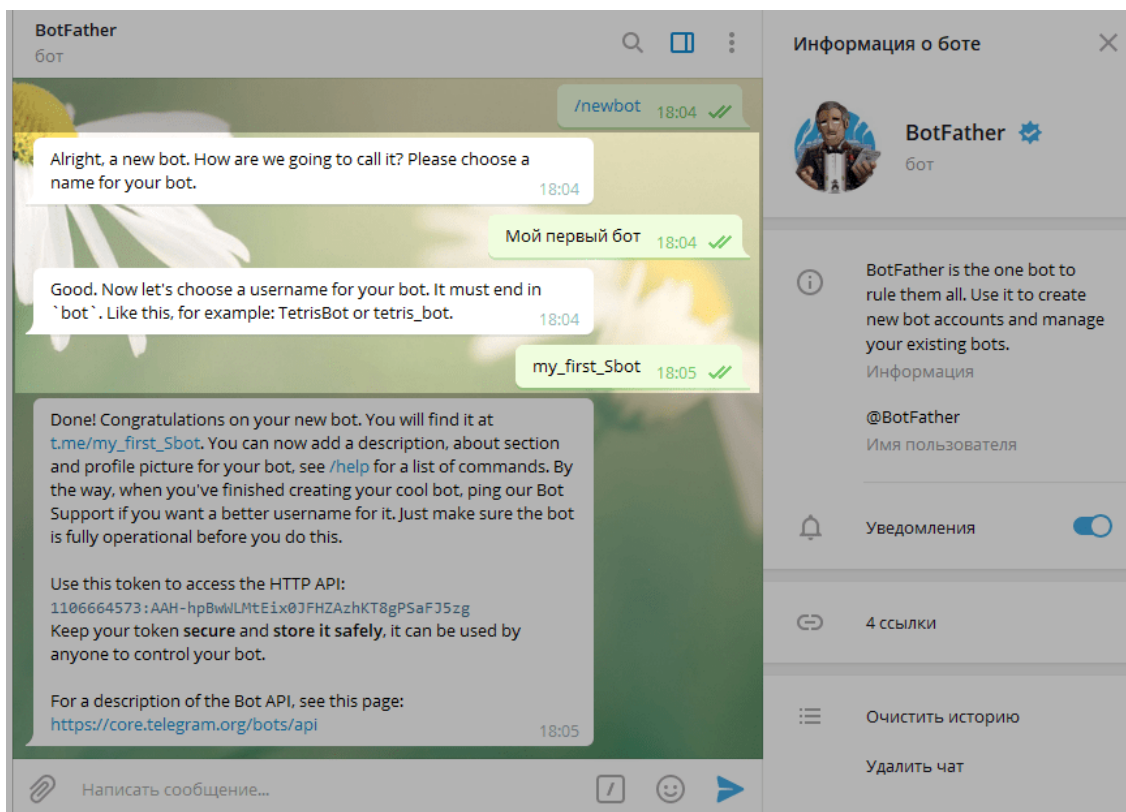 BotFather
бот
/newbot 18:04
Alright, a new bot. How are we going to call it? Please choose a
name for your bot.
18:04
Мой первый бот 18:04
Good. Now let's choose a username for your bot. It must end in
`bot`. Like this, for example: TetrisBot or tetris_bot.
18:04
my_first_Sbot 18:05
Done! Congratulations on your new bot. You will find it at
t.me/my_first_Sbot. You can now add a description, about section
and profile picture for your bot, see /help for a list of commands. By
the way, when you've finished creating your cool bot, ping our Bot
Support if you want a better username for it. Just make sure the bot
is fully operational before you do this.
Use this token to access the HTTP API:
1106664573:AAH-hpBwWLMtEix0JFHZAzhKT8gPSaFJ5zg
Keep your token secure and store it safely, it can be used by
anyone to control your bot.
For a description of the Bot API, see this page:
https://core.telegram.org/bots/api
18:05
Написать сообщение...
Информация о боте
BotFather
бот
BotFather is the one bot to
rule them all. Use it to create
new bot accounts and manage
your existing bots.
Информация
@BotFather
Имя пользователя
Уведомления
4 ссылки
Очистить историю
Удалить чат